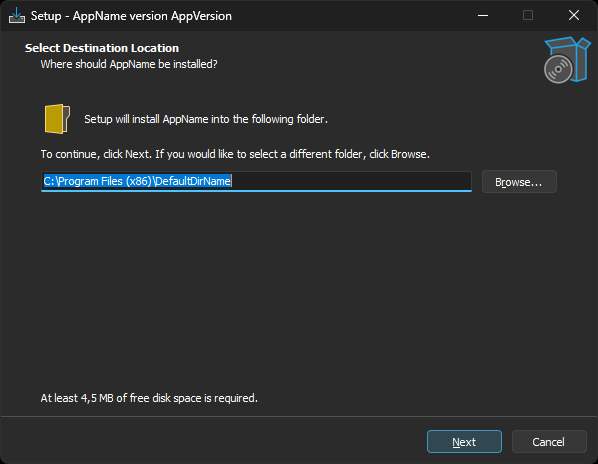 Setup - AppName version AppVersion
Select Destination Location
Where should AppName be installed?
Setup will install AppName into the following folder.
To continue, click Next. If you would like to select a different folder, click Browse.
C:\Program Files (x86)\DefaultDirName
Browse...
At least 4,5 MB of free disk space is required.
Next
Cancel